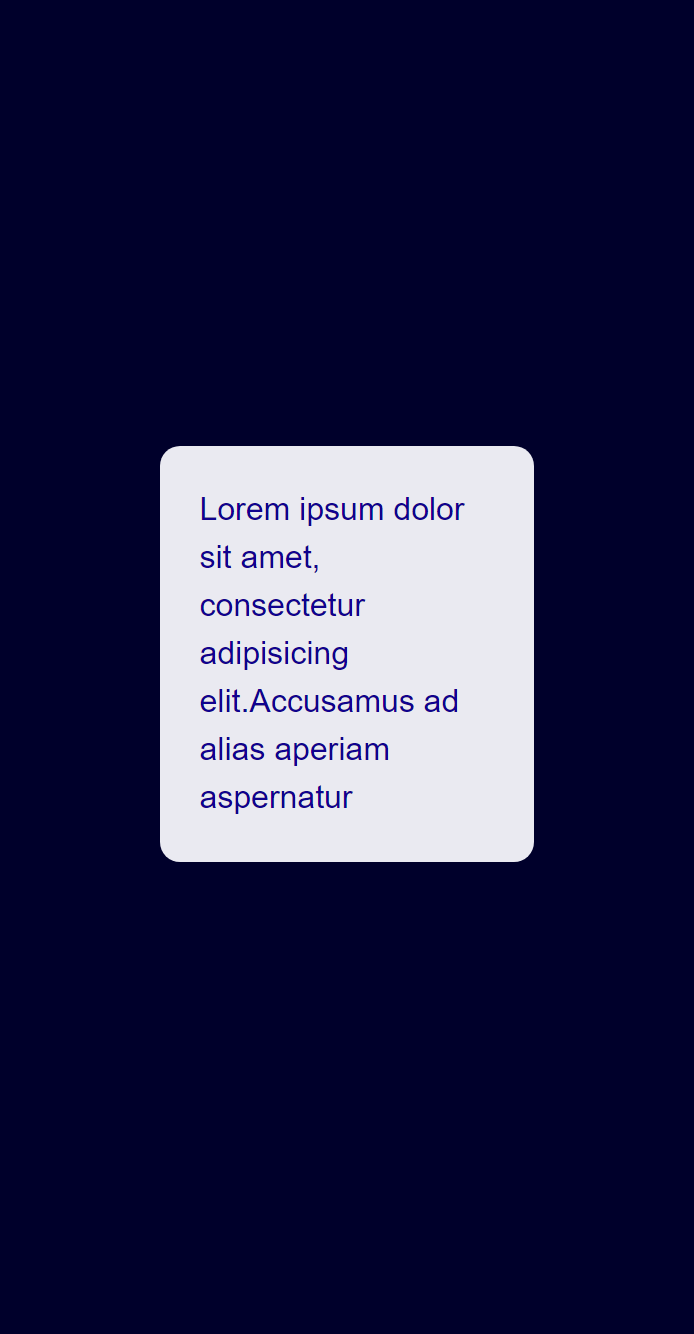 Lorem ipsum dolor
sit amet,
consectetur
adipisicing
elit.Accusamus ad
alias aperiam
aspernatur